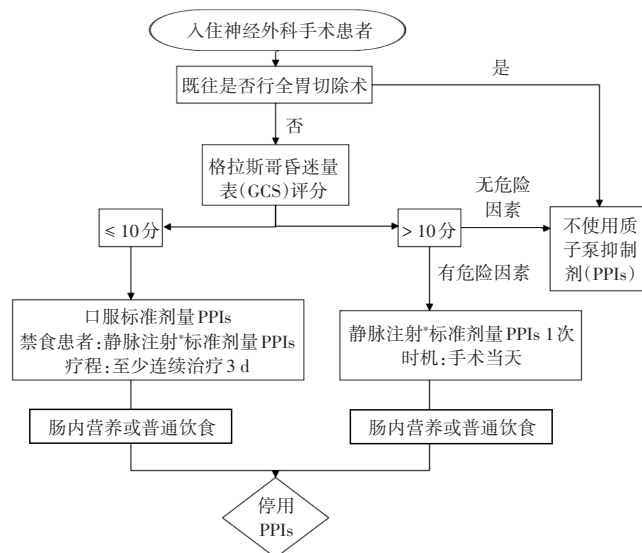 入住神经外科手术患者
既往是否行全胃切除术
是
否
格拉斯哥昏迷量
表(GCS)评分
无危险
因素
≤10分
>10分
不使用质
子泵抑制
剂(PPIs)
有危险因素
口服标准剂量PPIs
禁食患者:静脉注射*标准剂量PPIs
疗程:至少连续治疗3 d
静脉注射*标准剂量PPIs 1次
时机:手术当天
肠内营养或普通饮食
肠内营养或普通饮食
停用
PPIs